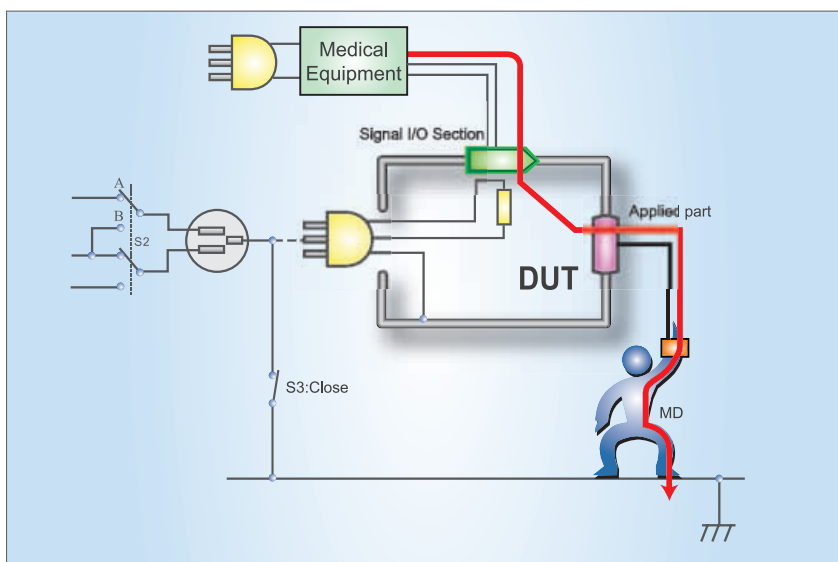 Medical
Equipment
Signal I/O Section
A
B
S2
Applied part
DUT
S3:Close
MD